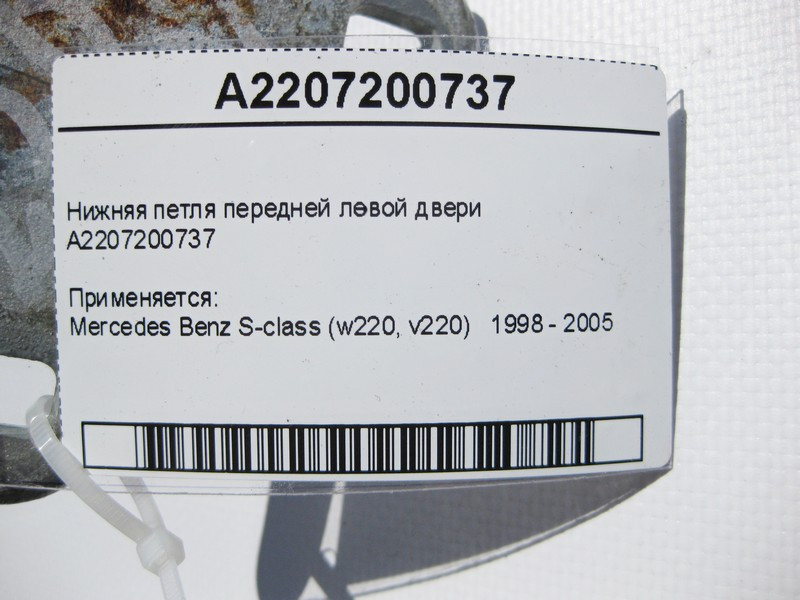 A2207200737
Нижняя петля передней левой двери
A2207200737
Применяется:
Mercedes Benz S-class (w220, v220) 1998 - 2005